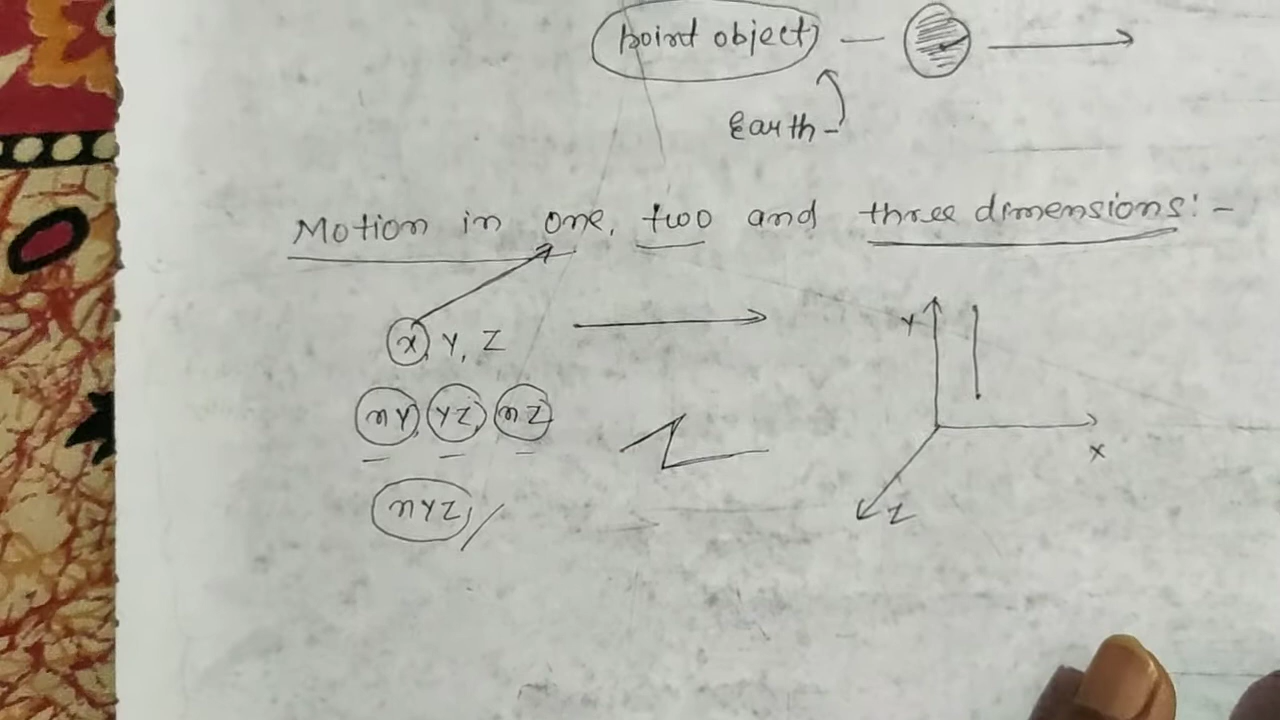 point object
Earth
Motion in one, two and three dimensions:-
x, Y, Z
xY, YZ, xZ
xYZ
Y
X
Z